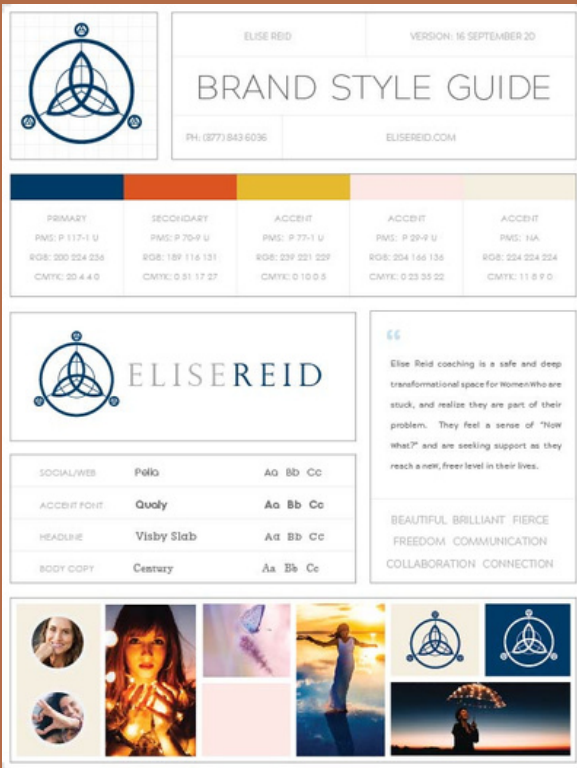 ELISE REID
VERSION: 16 SEPTEMBER 20
BRAND STYLE GUIDE
PH: (877) 843 6036
ELISEREID.COM
PRIMARY
PMS: P 117-1 U
RGB: 200 224 236
CMYK: 20 4 4 0
SECONDARY
PMS: P 70-9 U
RGB: 189 116 131
CMYK: 0 51 17 27
ACCENT
PMS: P 77-1 U
RGB: 239 221 229
CMYK: 0 10 0 5
ACCENT
PMS: P 29-9 U
RGB: 204 166 136
CMYK: 0 23 35 22
ACCENT
PMS: NA
RGB: 224 224 224
CMYK: 11 8 9 0
ELISEREID
“
Elise Reid coaching is a safe and deep
transformational space for Women Who are
stuck, and realize they are part of their
problem. They feel a sense of "NoW
What?" and are seeking support as they
reach a neW, freer level in their lives.
SOCIAL/WEB Pelia Aa Bb Cc
ACCENT FONT Qualy Aa Bb Cc
HEADLINE Visby Slab Aa Bb Cc
BODY COPY Century Aa Bb Cc
BEAUTIFUL BRILLIANT FIERCE
FREEDOM COMMUNICATION
COLLABORATION CONNECTION